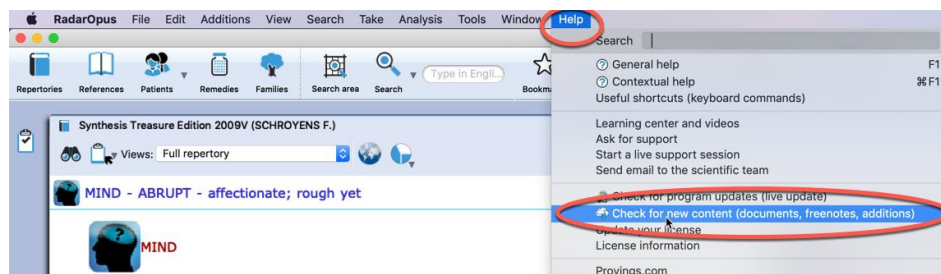 RadarOpus File Edit Additions View Search Take Analysis Tools Window Help
Search
Repertories References Patients Remedies Families Search area Search Type in Engli... Bookm
General help F1
Contextual help ⌘F1
Useful shortcuts (keyboard commands)
Synthesis Treasure Edition 2009V (SCHROYENS F.)
Learning center and videos
Ask for support
Views: Full repertory
Start a live support session
Send email to the scientific team
MIND - ABRUPT - affectionate; rough yet
Check for program updates (live update)
Check for new content (documents, freenotes, additions)
Update your license
MIND
License information
Provings.com